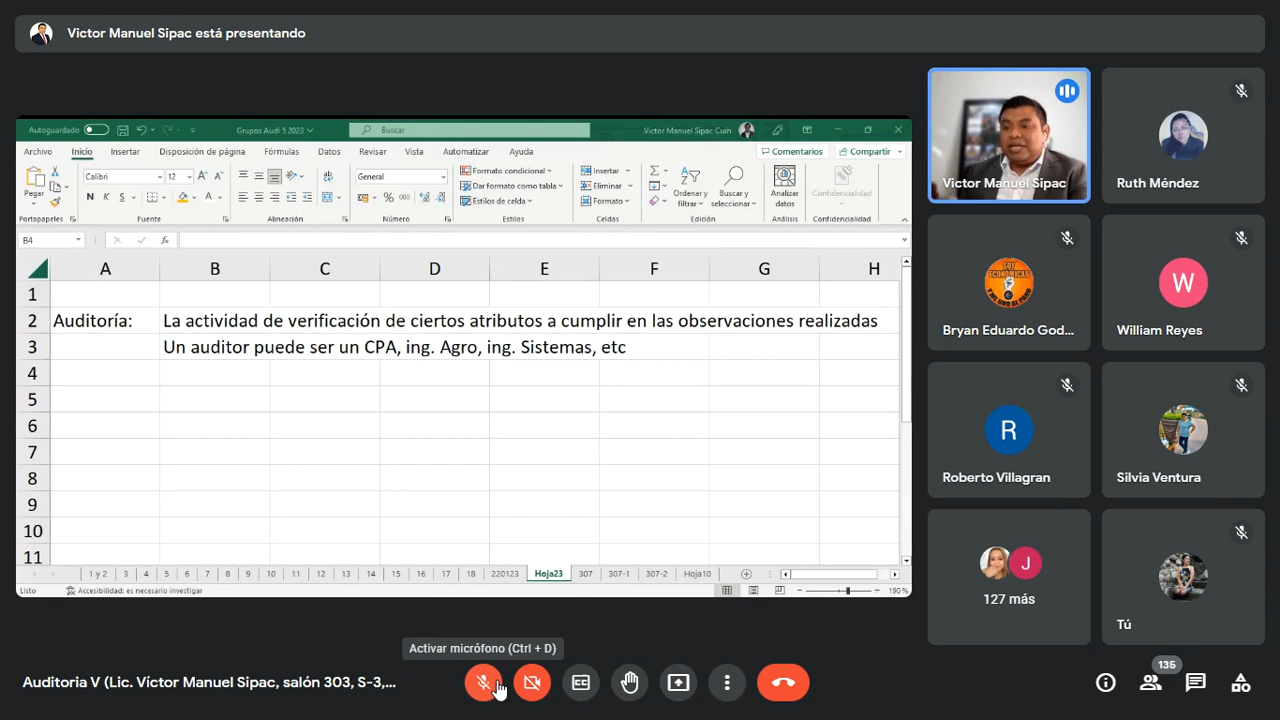 Victor Manuel Sipac está presentando
Autoguardado
Grupos Audi 5 2023
Buscar
Victor Manuel Sipac Cuin
Archivo Inicio Insertar Disposición de página Fórmulas Datos Revisar Vista Automatizar Ayuda
Comentarios Compartir
Pegar
Calibri 12
N K S
General
Formato condicional
Dar formato como tabla
Estilos de celda
Insertar
Eliminar
Formato
Ordenar y filtrar
Buscar y seleccionar
Analizar datos
Confidencialidad
Portapapeles Fuente Alineación Número Estilos Celdas Edición Análisis Confidencialidad
B4 fx
A B C D E F G H
1
2 Auditoría: La actividad de verificación de ciertos atributos a cumplir en las observaciones realizadas
3 Un auditor puede ser un CPA, ing. Agro, ing. Sistemas, etc
4
5
6
7
8
9
10
11
1 y 2 3 4 5 6 7 8 9 10 11 12 13 14 15 16 17 18 220123 Hoja23 307 307-1 307-2 Hoja10
Listo Accesibilidad: es necesario investigar 190 %
Victor Manuel Sipac
Ruth Méndez
SOY ECONÓMICAS
Y ME UNO AL PARO
Bryan Eduardo God...
W
William Reyes
R
Roberto Villagran
Silvia Ventura
J
127 más
Tú
Activar micrófono (Ctrl + D)
Auditoria V (Lic. Víctor Manuel Sipac, salón 303, S-3,...
135